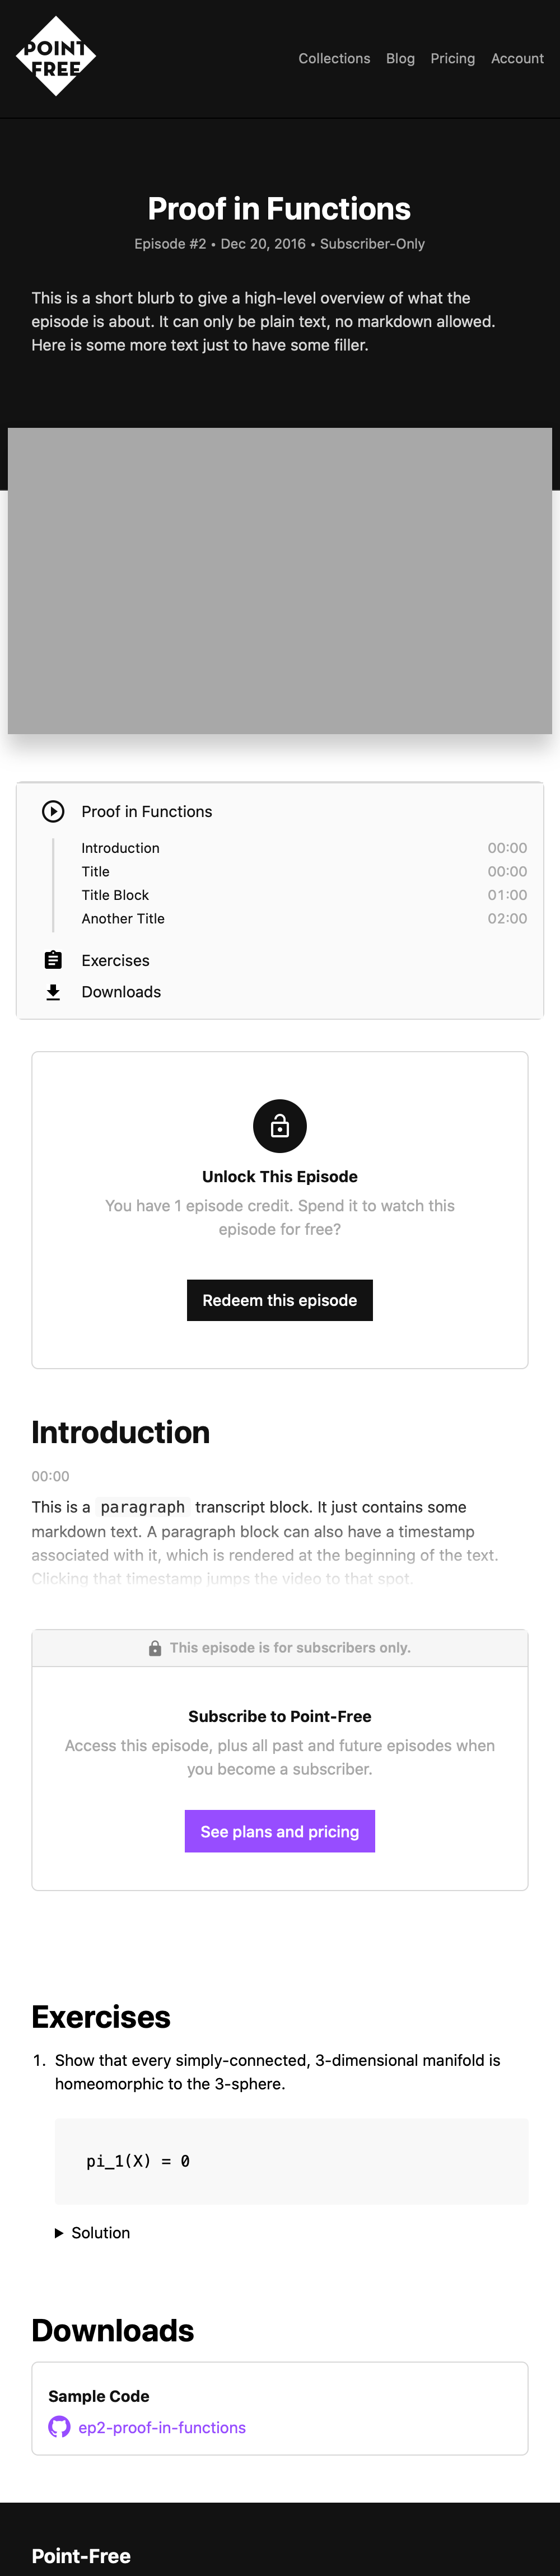 POINT
FREE
Collections Blog Pricing Account
Proof in Functions
Episode #2 • Dec 20, 2016 • Subscriber-Only
This is a short blurb to give a high-level overview of what the
episode is about. It can only be plain text, no markdown allowed.
Here is some more text just to have some filler.
Proof in Functions
Introduction 00:00
Title 00:00
Title Block 01:00
Another Title 02:00
Exercises
Downloads
Unlock This Episode
You have 1 episode credit. Spend it to watch this
episode for free?
Redeem this episode
Introduction
00:00
This is a paragraph transcript block. It just contains some
markdown text. A paragraph block can also have a timestamp
associated with it, which is rendered at the beginning of the text.
Clicking that timestamp jumps the video to that spot.
This episode is for subscribers only.
Subscribe to Point-Free
Access this episode, plus all past and future episodes when
you become a subscriber.
See plans and pricing
Exercises
1. Show that every simply-connected, 3-dimensional manifold is
homeomorphic to the 3-sphere.
pi_1(X) = 0
Solution
Downloads
Sample Code
ep2-proof-in-functions
Point-Free